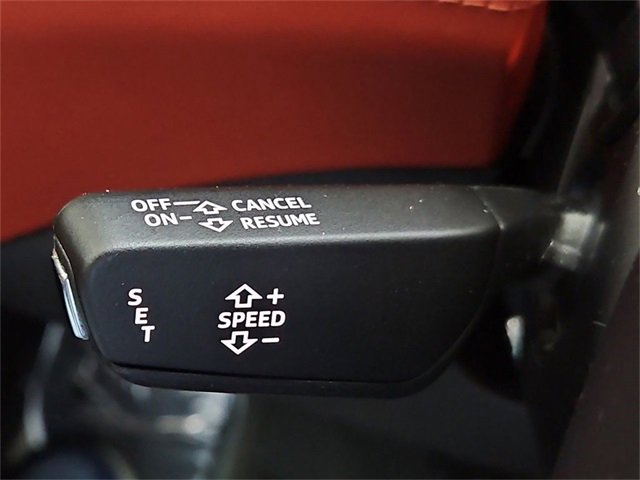 OFF CANCEL
ON RESUME
SET
+
SPEED
-